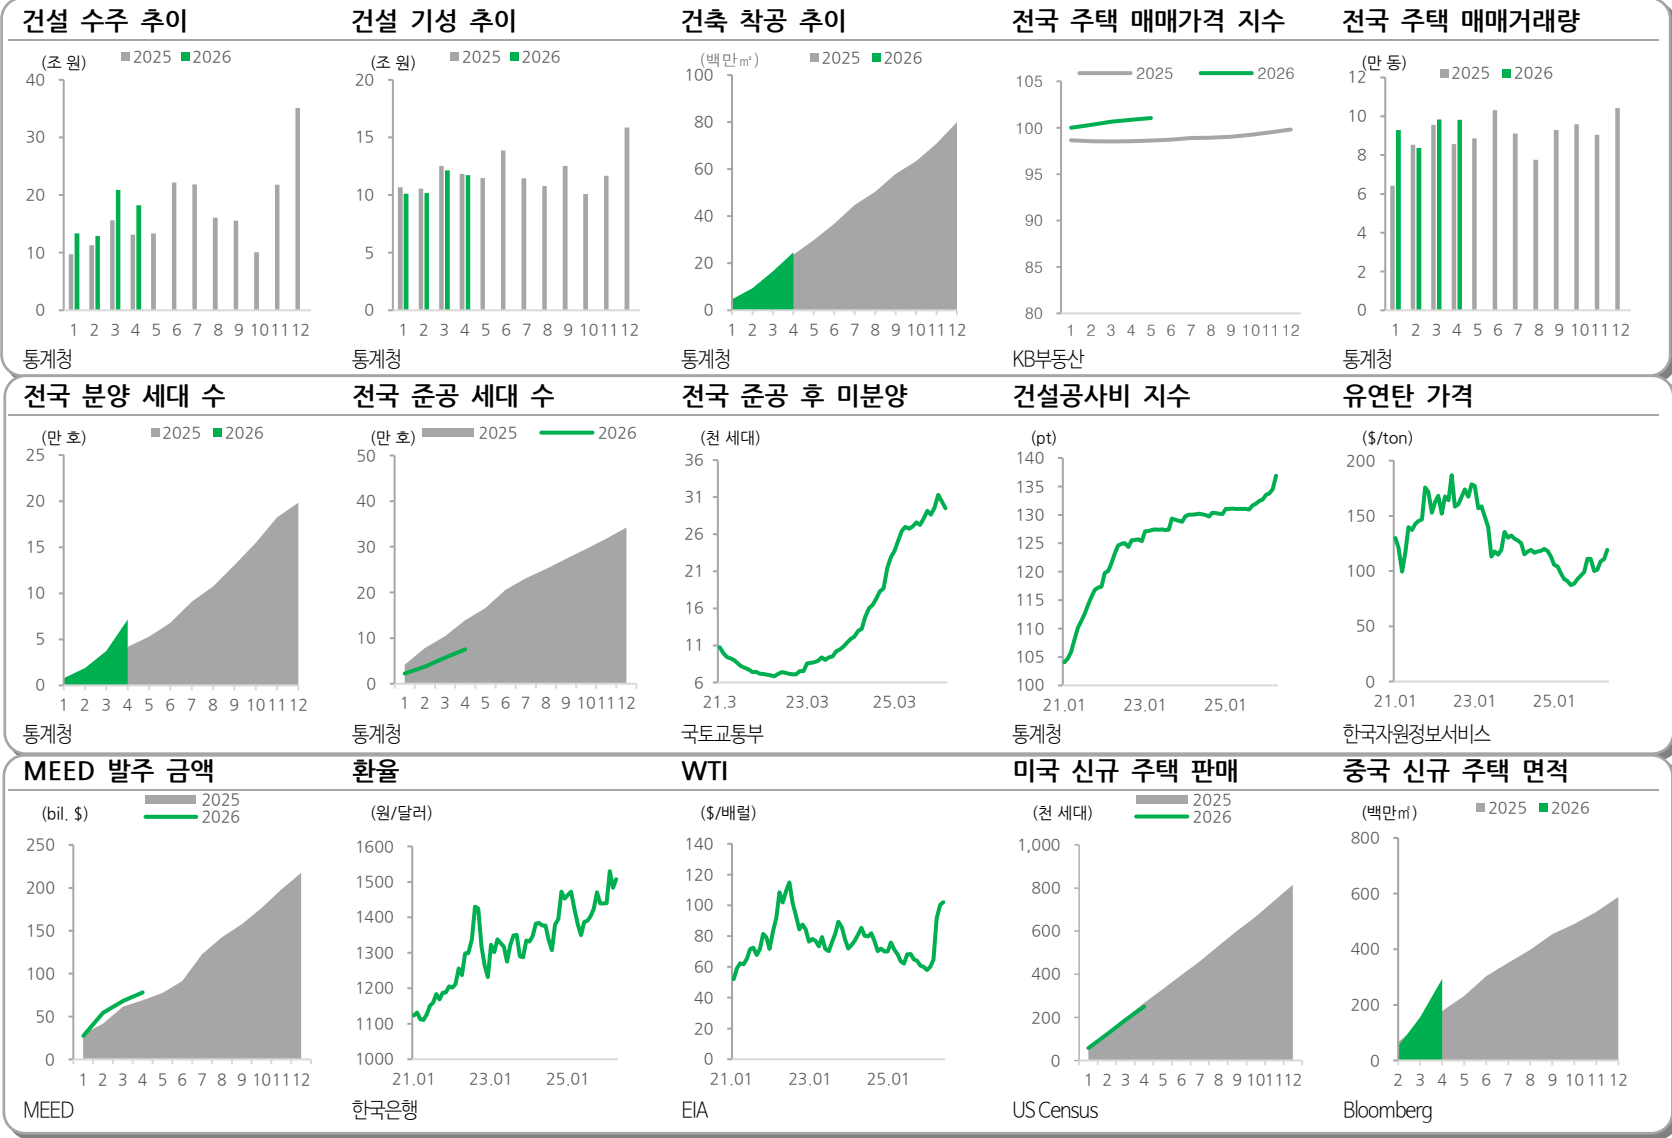 건설 수주 추이
(조 원)
2025 2026
40
30
20
10
0
1 2 3 4 5 6 7 8 9 10 11 12
통계청
건설 기성 추이
(조 원)
2025 2026
20
15
10
5
0
1 2 3 4 5 6 7 8 9 10 11 12
통계청
건축 착공 추이
(백만㎡)
2025 2026
100
80
60
40
20
0
1 2 3 4 5 6 7 8 9 10 11 12
통계청
전국 주택 매매가격 지수
2025 2026
105
100
95
90
85
80
1 2 3 4 5 6 7 8 9 10 11 12
KB부동산
전국 주택 매매거래량
(만 동)
2025 2026
12
10
8
6
4
2
0
1 2 3 4 5 6 7 8 9 10 11 12
통계청
전국 분양 세대 수
(만 호)
2025 2026
25
20
15
10
5
0
1 2 3 4 5 6 7 8 9 10 11 12
통계청
전국 준공 세대 수
(만 호)
2025 2026
50
40
30
20
10
0
1 2 3 4 5 6 7 8 9 10 11 12
통계청
전국 준공 후 미분양
(천 세대)
36
31
26
21
16
11
6
21.3 23.03 25.03
국토교통부
건설공사비 지수
(pt)
140
135
130
125
120
115
110
105
100
21.01 23.01 25.01
통계청
유연탄 가격
($/ton)
200
150
100
50
0
21.01 23.01 25.01
한국자원정보서비스
MEED 발주 금액
(bil. $)
2025
2026
250
200
150
100
50
0
1 2 3 4 5 6 7 8 9 10 11 12
MEED
환율
(원/달러)
1600
1500
1400
1300
1200
1100
1000
21.01 23.01 25.01
한국은행
WTI
($/배럴)
140
120
100
80
60
40
20
0
21.01 23.01 25.01
EIA
미국 신규 주택 판매
(천 세대)
2025
2026
1,000
800
600
400
200
0
1 2 3 4 5 6 7 8 9 10 11 12
US Census
중국 신규 주택 면적
(백만㎡)
2025 2026
800
600
400
200
0
2 3 4 5 6 7 8 9 10 11 12
Bloomberg